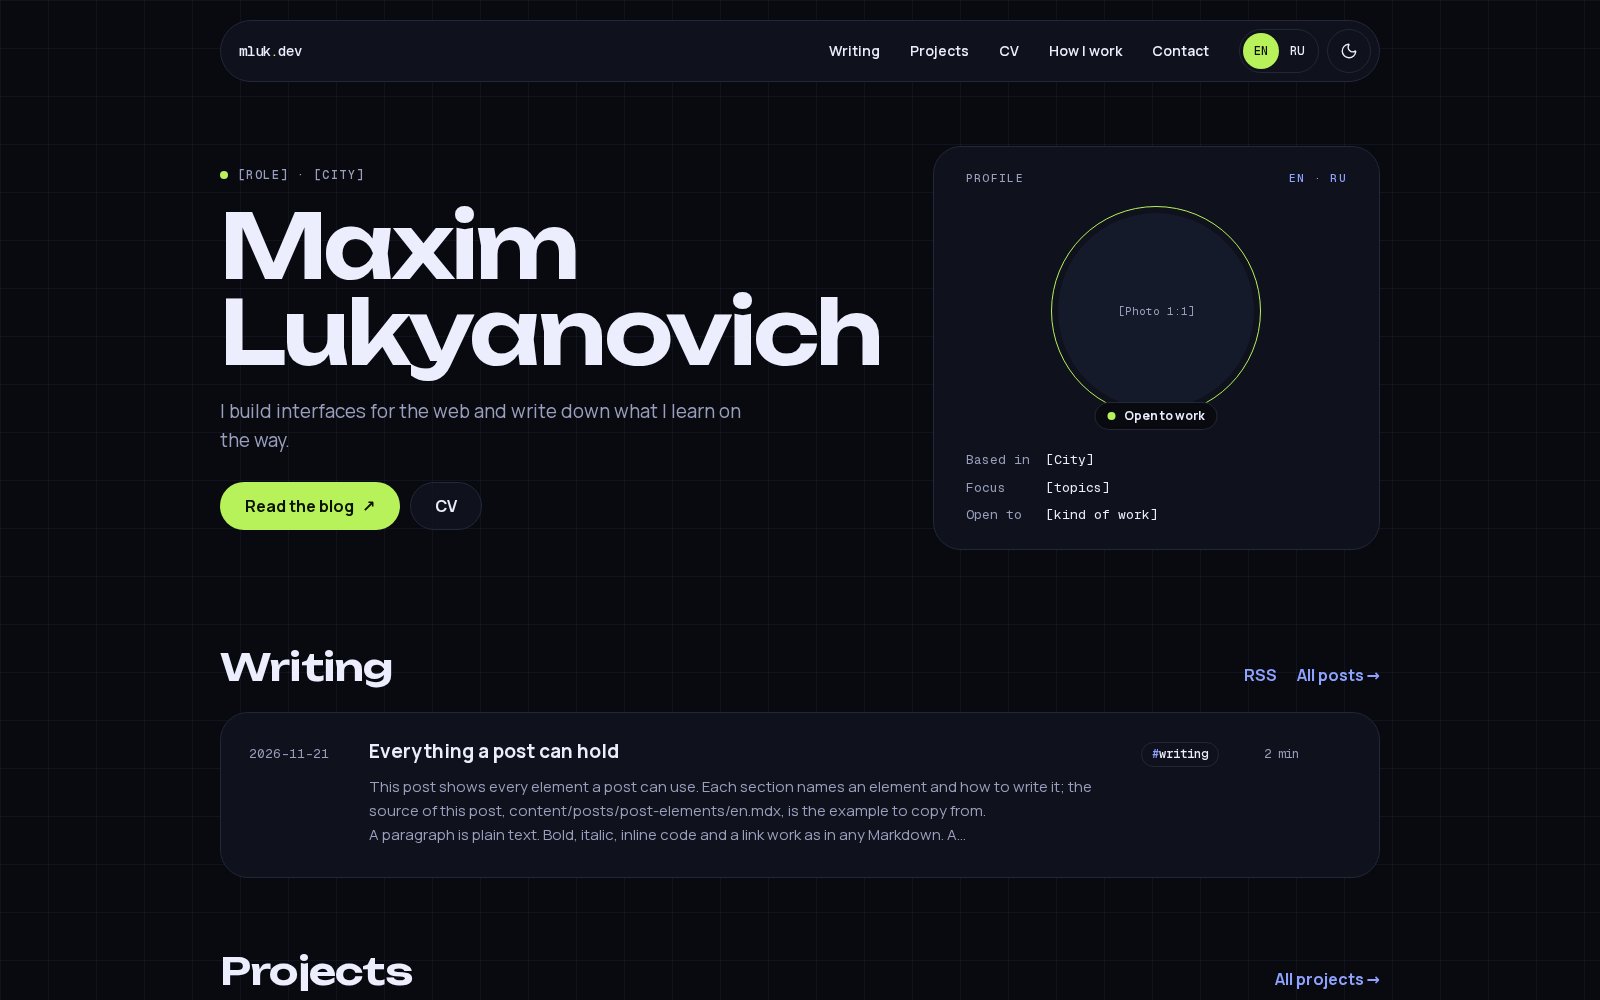 mluk.dev
Writing Projects CV How I work Contact EN RU
[ROLE] · [CITY]
Maxim
Lukyanovich
I build interfaces for the web and write down what I learn on
the way.
Read the blog ↗ CV
PROFILE EN · RU
[Photo 1:1]
Open to work
Based in [City]
Focus [topics]
Open to [kind of work]
Writing
RSS All posts →
2026-11-21 Everything a post can hold #writing 2 min
This post shows every element a post can use. Each section names an element and how to write it; the
source of this post, content/posts/post-elements/en.mdx, is the example to copy from.
A paragraph is plain text. Bold, italic, inline code and a link work as in any Markdown. A…
Projects
All projects →